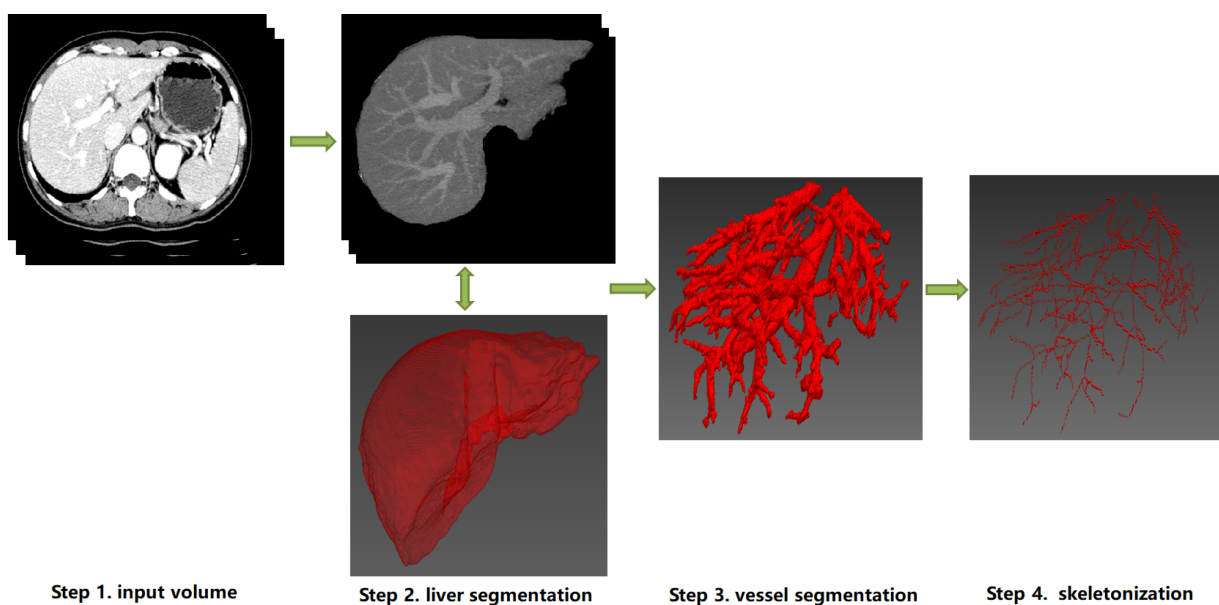 Step 1. input volume
Step 2. liver segmentation
Step 3. vessel segmentation
Step 4. skeletonization